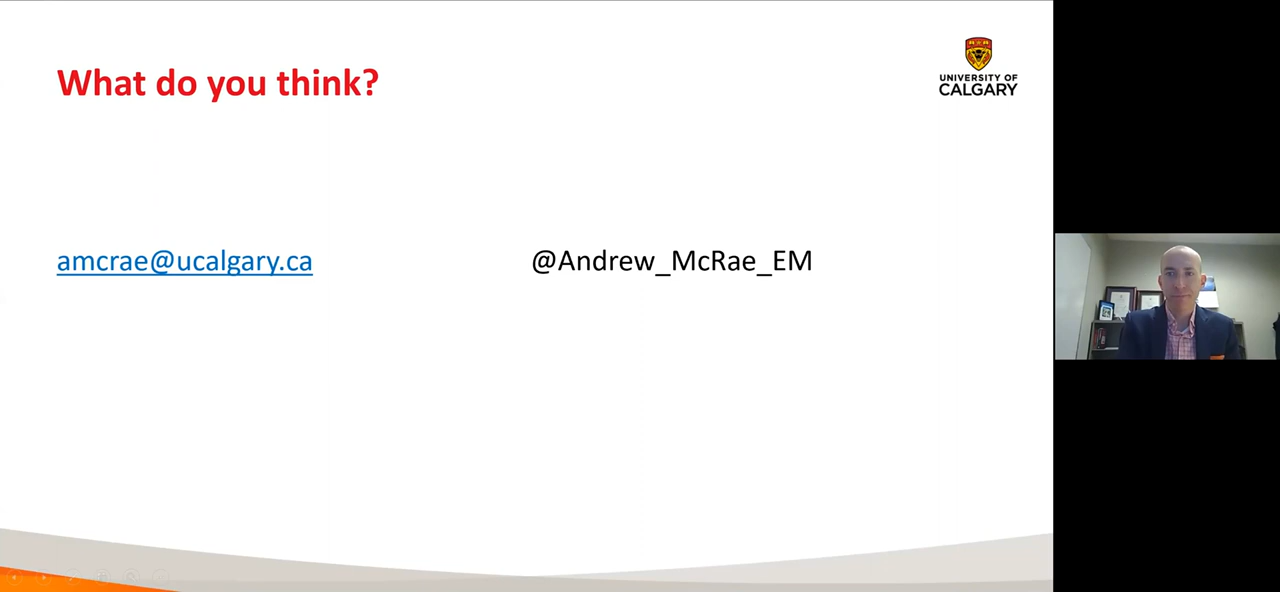 What do you think?
UNIVERSITY OF
CALGARY
amcrae@ucalgary.ca
@Andrew_McRae_EM